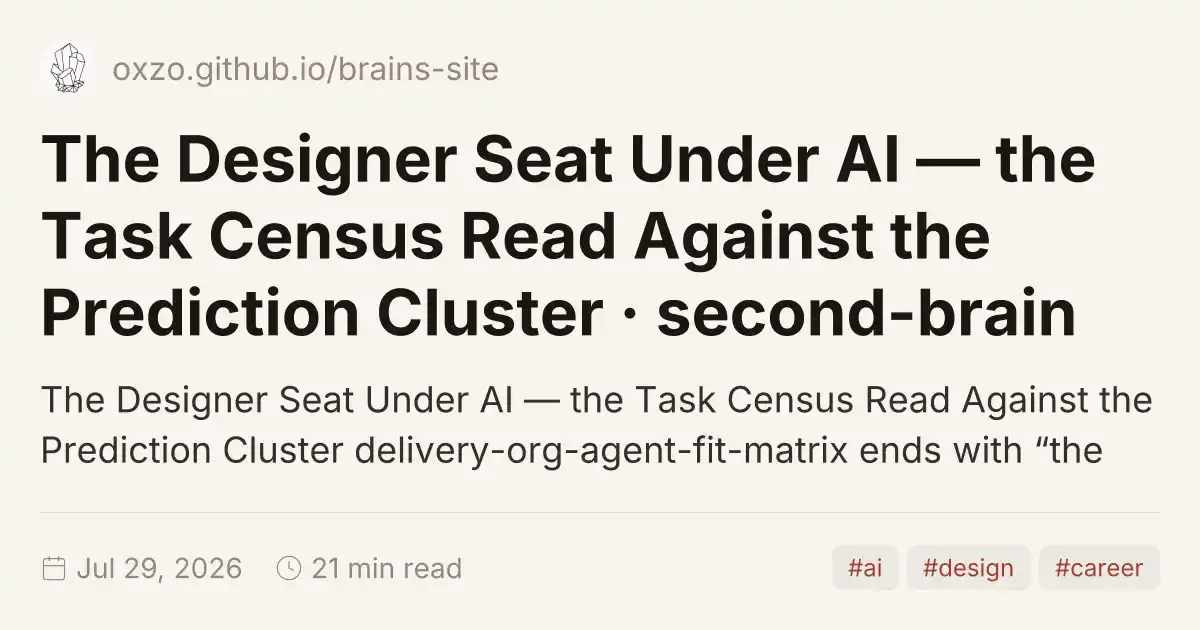 oxzo.github.io/brains-site
The Designer Seat Under AI — the
Task Census Read Against the
Prediction Cluster · second-brain
The Designer Seat Under AI — the Task Census Read Against the
Prediction Cluster delivery-org-agent-fit-matrix ends with “the
Jul 29, 2026 21 min read #ai #design #career